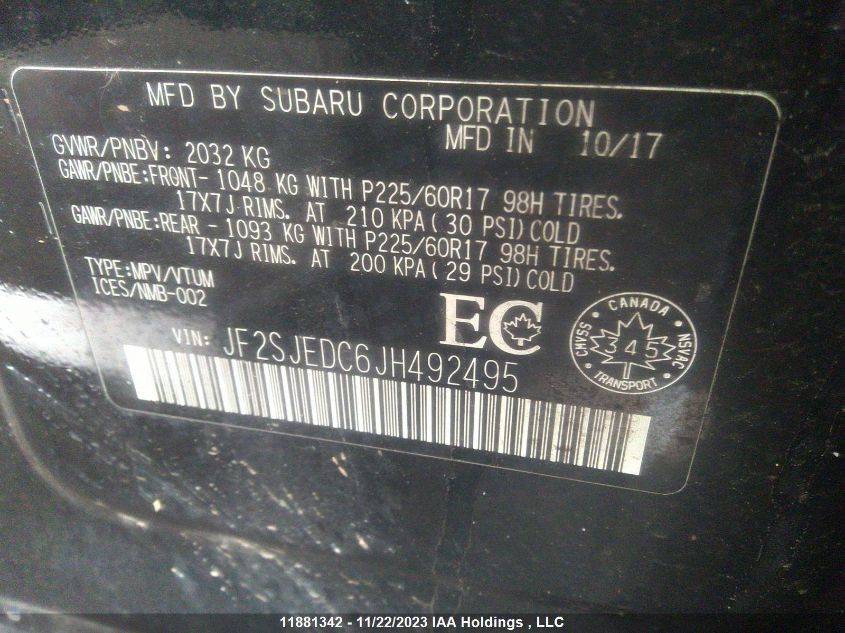 MFD BY SUBARU CORPORATION
MFD IN 10/17
GVWR/PNBV: 2032 KG
GAWR/PNBE:FRONT- 1048 KG WITH P225/60R17 98H TIRES.
17X7J RIMS. AT 210 KPA( 30 PSI)COLD
GAWR/PNBE:REAR - 1093 KG WITH P225/60R17 98H TIRES.
17X7J RIMS. AT 200 KPA( 29 PSI)COLD
TYPE:MPV/VTUM
ICES/NMB-002
EC
CANADA
CMVSS
NSVAC
345
TRANSPORT
VIN: JF2SJEDC6JH492495
11881342 - 11/22/2023 IAA Holdings , LLC